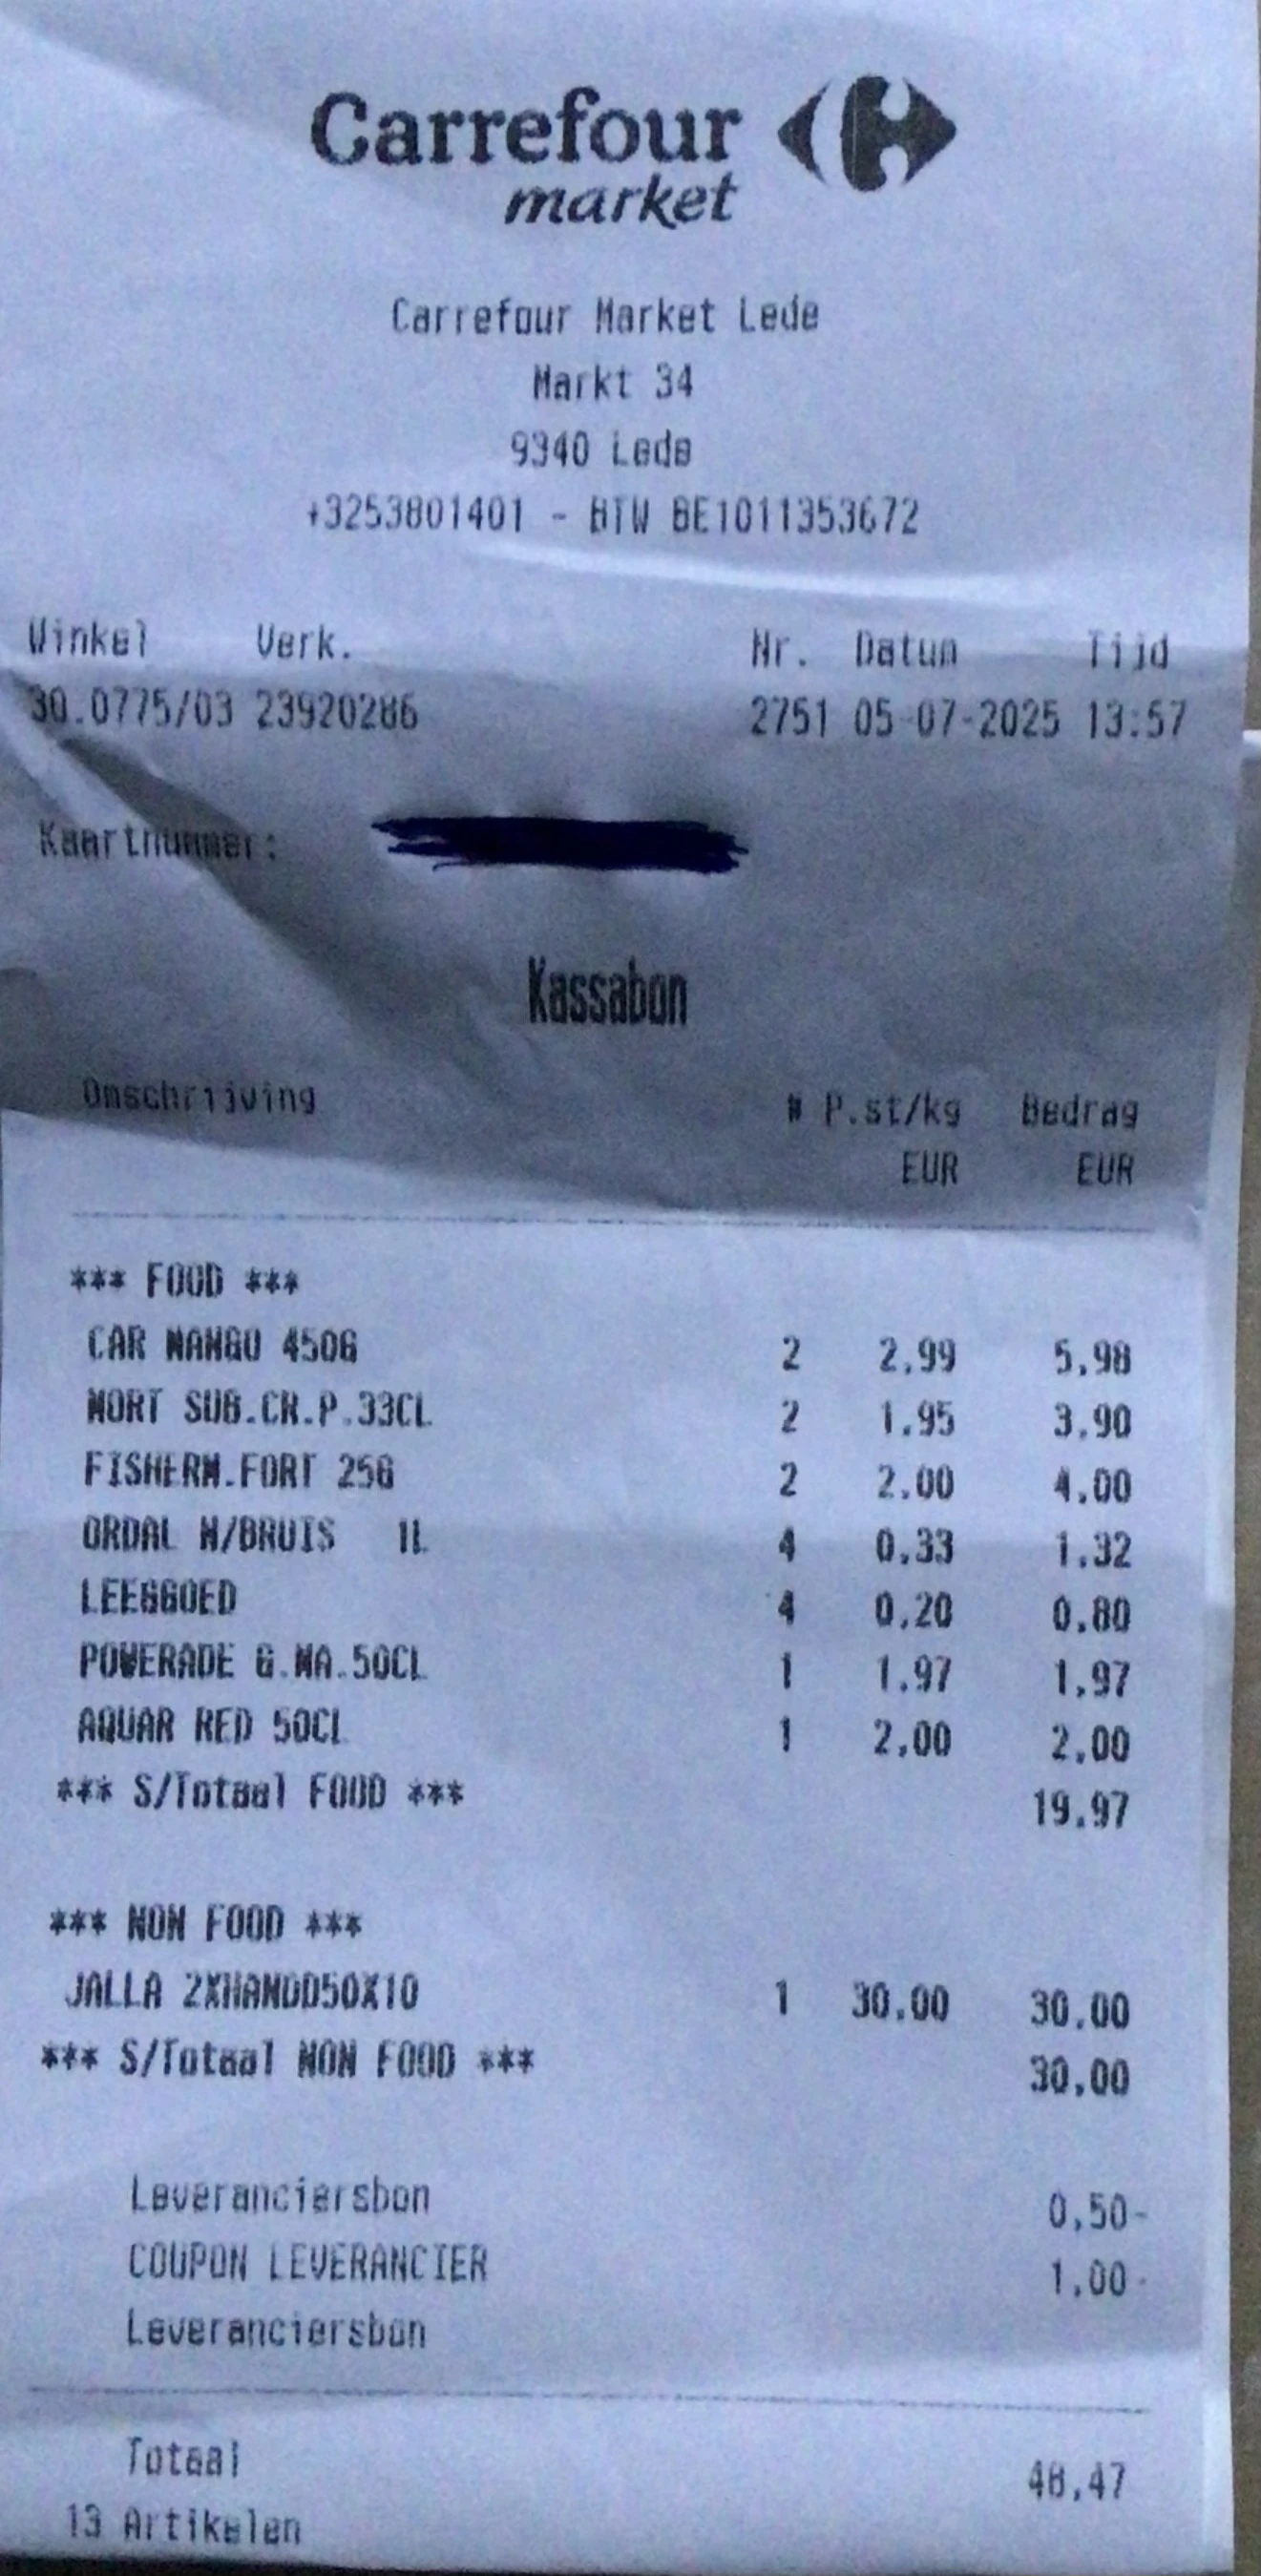 Carrefour
market
Carrefour Market Lede
Markt 34
9340 Lede
+3253801401 - BTW BE1011353672
Winkel Verk. Nr. Datum Tijd
30.0775/03 23920286 2751 05-07-2025 13:57
Kaartnummer:
Kassabon
Omschrijving # P.st/kg Bedrag
EUR EUR
*** FOOD ***
CAR MANGO 450G 2 2,99 5,98
MORT SUB.CR.P.33CL 2 1,95 3,90
FISHERM.FORT 25G 2 2,00 4,00
ORDAL N/BRUIS 1L 4 0,33 1,32
LEEGGOED 4 0,20 0,80
POWERADE G.MA.50CL 1 1,97 1,97
AQUAR RED 50CL 1 2,00 2,00
*** S/Totaal FOOD *** 19,97
*** NON FOOD ***
JALLA 2XHANDD50X10 1 30,00 30,00
*** S/Totaal NON FOOD *** 30,00
Leveranciersbon 0,50-
COUPON LEVERANCIER 1,00-
Leveranciersbon
Totaal 48,47
13 Artikelen